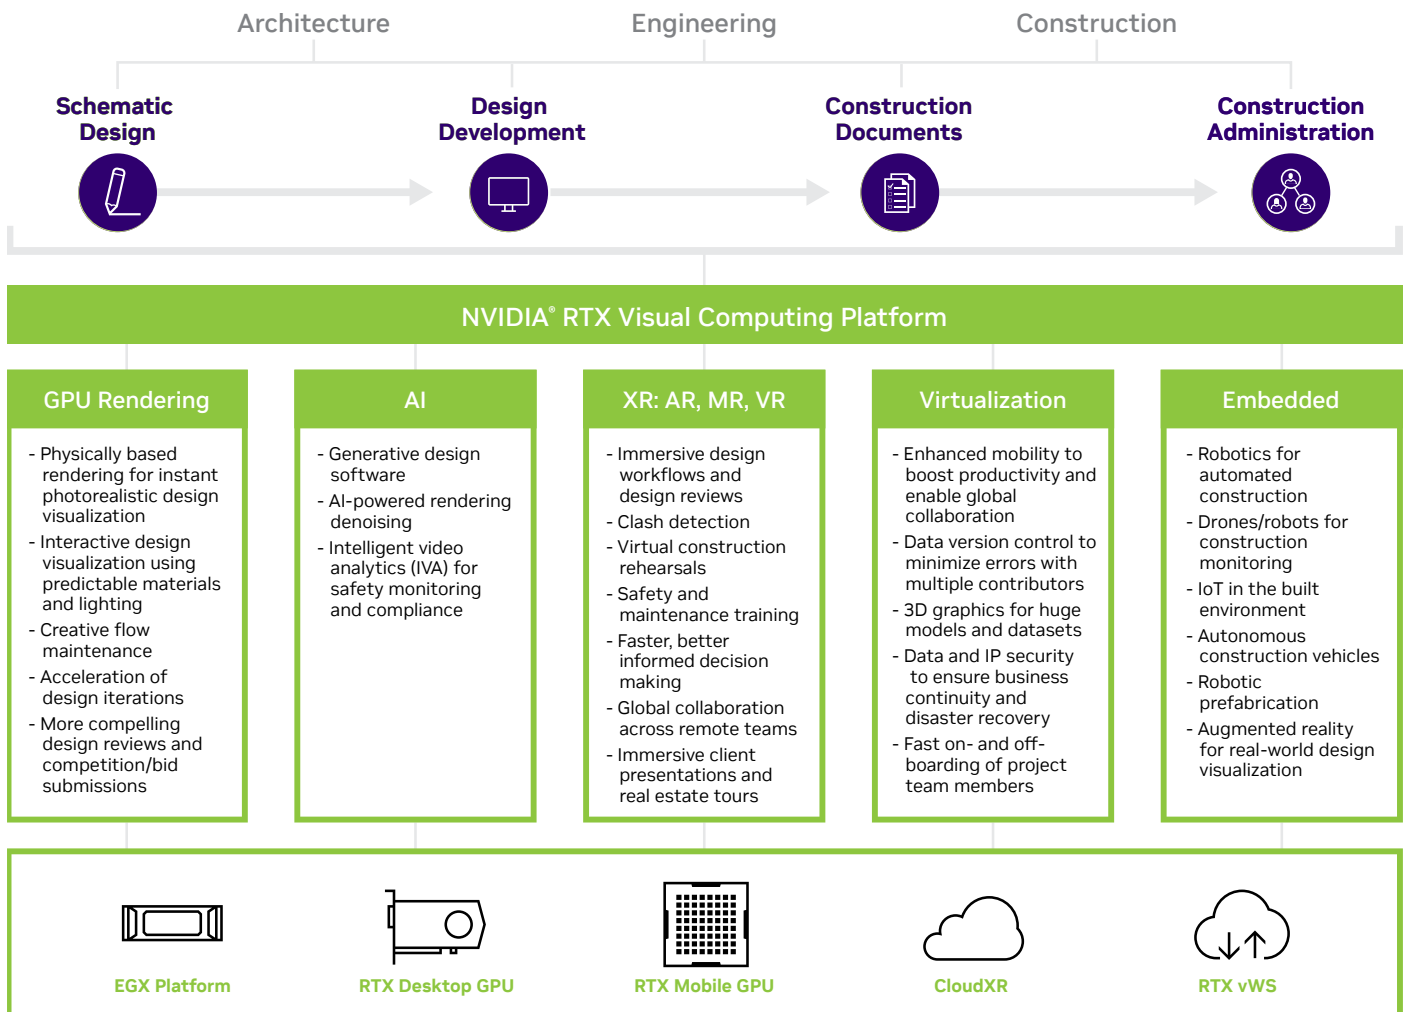 Architecture
Engineering
Construction
Schematic
Design
Design
Development
Construction
Documents
Construction
Administration
NVIDIA® RTX Visual Computing Platform
GPU Rendering
- Physically based
rendering for instant
photorealistic design
visualization
- Interactive design
visualization using
predictable materials
and lighting
- Creative flow
maintenance
- Acceleration of
design iterations
- More compelling
design reviews and
competition/bid
submissions
AI
- Generative design
software
- AI-powered rendering
denoising
- Intelligent video
analytics (IVA) for
safety monitoring
and compliance
XR: AR, MR, VR
- Immersive design
workflows and
design reviews
- Clash detection
- Virtual construction
rehearsals
- Safety and
maintenance training
- Faster, better
informed decision
making
- Global collaboration
across remote teams
- Immersive client
presentations and
real estate tours
Virtualization
- Enhanced mobility to
boost productivity and
enable global
collaboration
- Data version control to
minimize errors with
multiple contributors
- 3D graphics for huge
models and datasets
- Data and IP security
to ensure business
continuity and
disaster recovery
- Fast on- and off-
boarding of project
team members
Embedded
- Robotics for
automated
construction
- Drones/robots for
construction
monitoring
- IoT in the built
environment
- Autonomous
construction vehicles
- Robotic
prefabrication
- Augmented reality
for real-world design
visualization
EGX Platform
RTX Desktop GPU
RTX Mobile GPU
CloudXR
RTX vWS